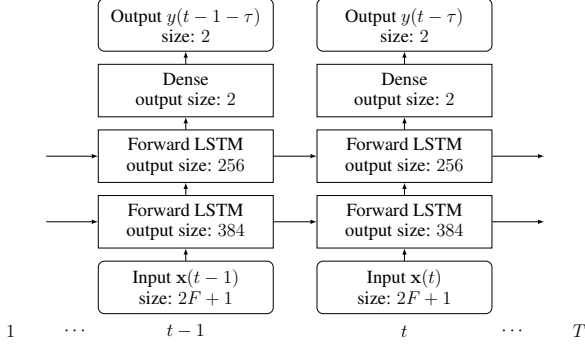 Output y(t − 1 − τ)
size: 2
Output y(t − τ)
size: 2
Dense
output size: 2
Dense
output size: 2
Forward LSTM
output size: 256
Forward LSTM
output size: 256
Forward LSTM
output size: 384
Forward LSTM
output size: 384
Input x(t − 1)
size: 2F + 1
Input x(t)
size: 2F + 1
1 ··· t − 1 t ··· T